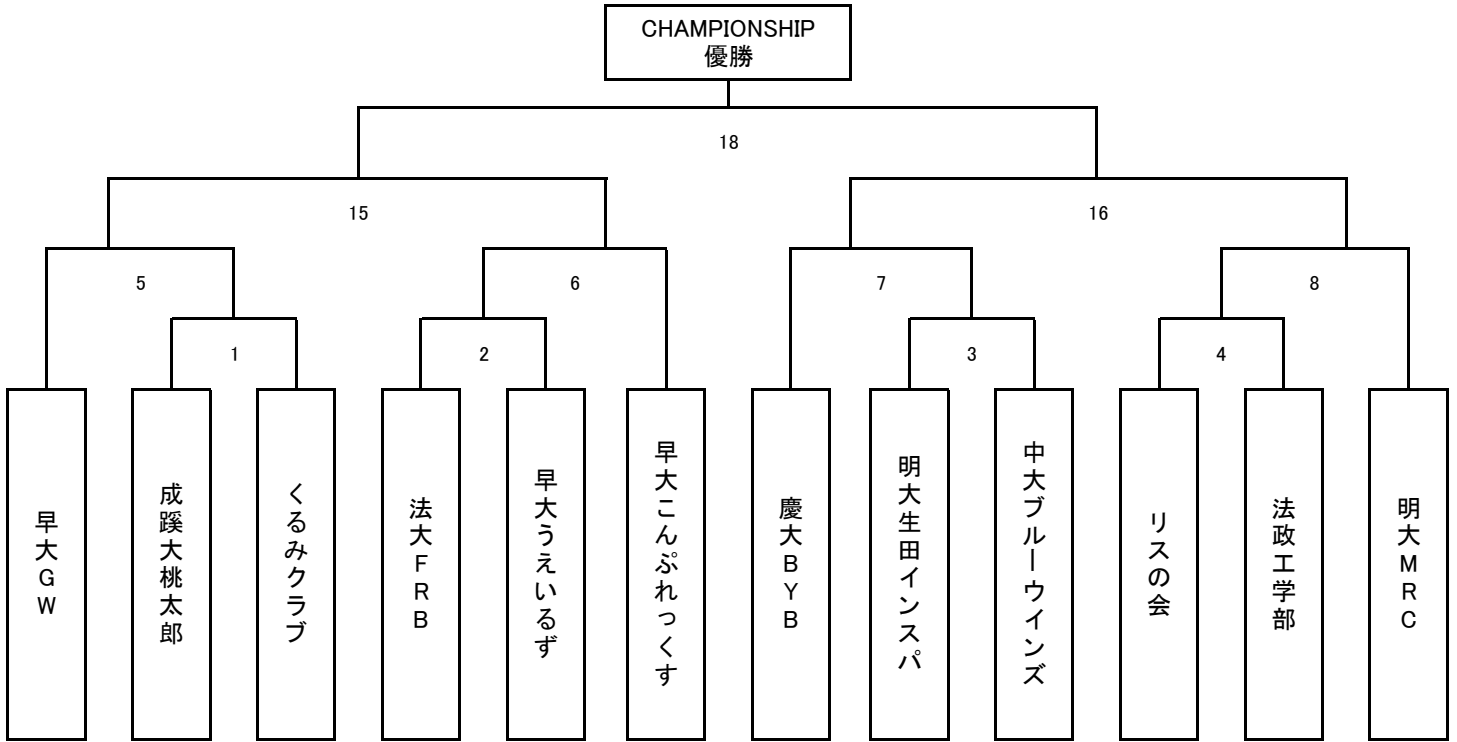 CHAMPIONSHIP
優勝
18
15
16
5
6
7
8
1
2
3
4
早大GW
成蹊大桃太郎
くるみクラブ
法大FRB
早大うえいるず
早大こんぷれっくす
慶大BYB
明大生田インスパ
中大ブルーウインズ
リスの会
法政工学部
明大MRC